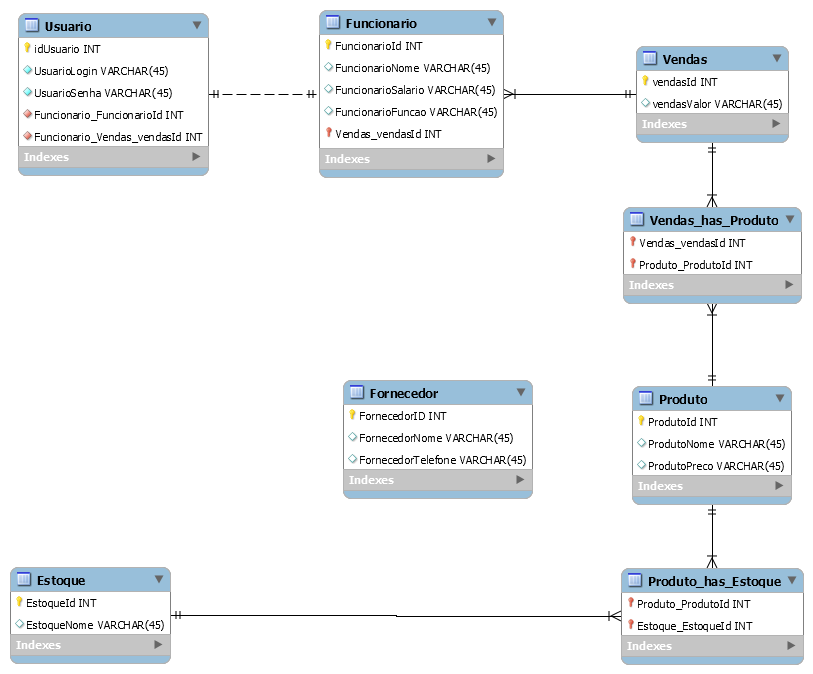 Usuario
idUsuario INT
UsuarioLogin VARCHAR(45)
UsuarioSenha VARCHAR(45)
Funcionario_FuncionarioId INT
Funcionario_Vendas_vendasId INT
Indexes
Funcionario
FuncionarioId INT
FuncionarioNome VARCHAR(45)
FuncionarioSalario VARCHAR(45)
FuncionarioFuncao VARCHAR(45)
Vendas_vendasId INT
Indexes
Vendas
vendasId INT
vendasValor VARCHAR(45)
Indexes
Vendas_has_Produto
Vendas_vendasId INT
Produto_ProdutoId INT
Indexes
Fornecedor
FornecedorID INT
FornecedorNome VARCHAR(45)
FornecedorTelefone VARCHAR(45)
Indexes
Produto
ProdutoId INT
ProdutoNome VARCHAR(45)
ProdutoPreco VARCHAR(45)
Indexes
Estoque
EstoqueId INT
EstoqueNome VARCHAR(45)
Indexes
Produto_has_Estoque
Produto_ProdutoId INT
Estoque_EstoqueId INT
Indexes